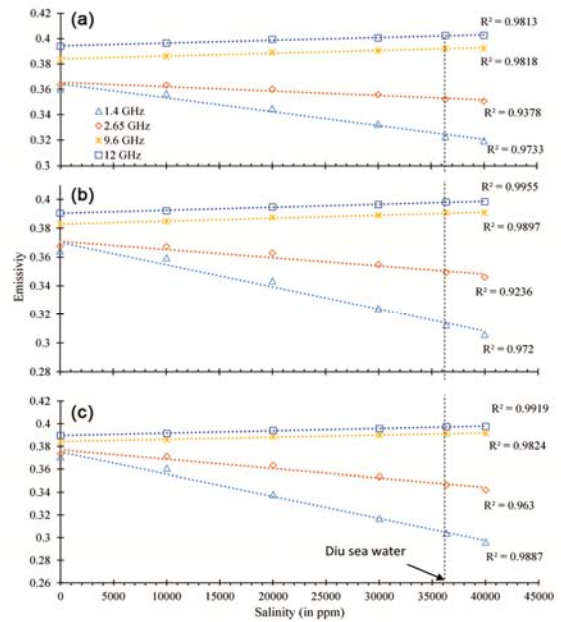 (a)
R² = 0.9813
0.42
0.4
0.38
0.36
0.34
0.32
0.3
R² = 0.9818
R² = 0.9378
R² = 0.9733
1.4 GHz
2.65 GHz
9.6 GHz
12 GHz
(b)
R² = 0.9955
0.4
0.38
0.36
0.34
0.32
0.3
0.28
R² = 0.9897
R² = 0.9236
R² = 0.972
Emissiviy
(c)
R² = 0.9919
0.42
0.4
0.38
0.36
0.34
0.32
0.3
0.28
0.26
R² = 0.9824
R² = 0.963
R² = 0.9887
Diu sea water
0 5000 10000 15000 20000 25000 30000 35000 40000 45000
Salinity (in ppm)